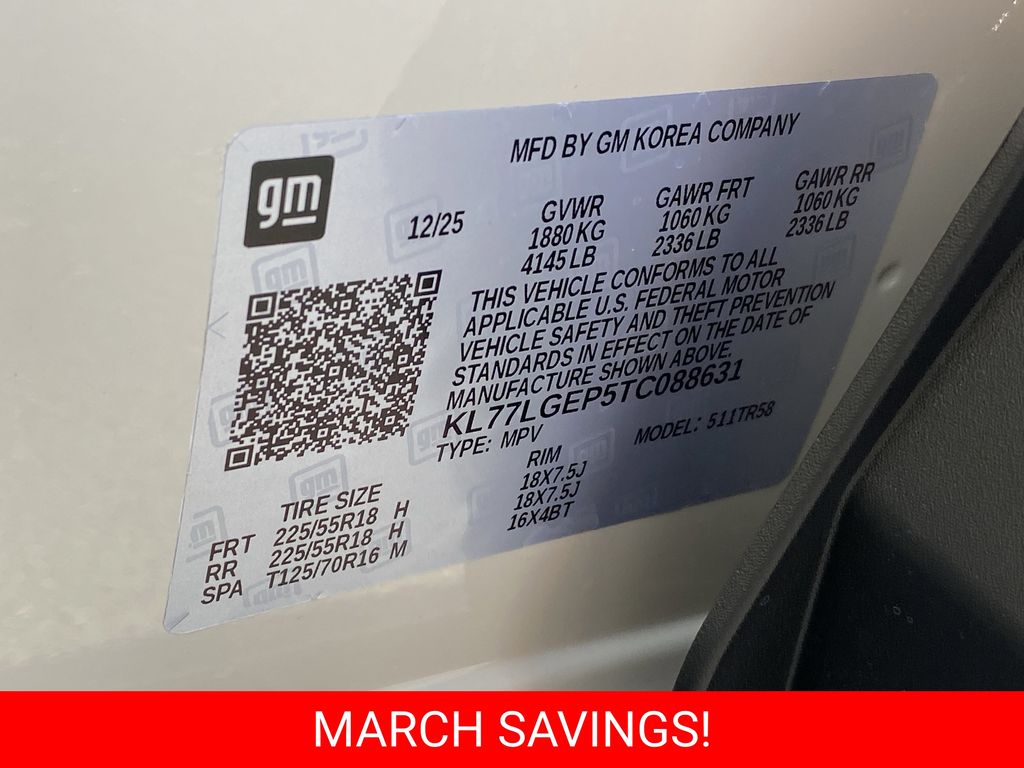 gm
MFD BY GM KOREA COMPANY
12/25
GVWR
1880 KG
4145 LB
GAWR FRT
1060 KG
2336 LB
GAWR RR
1060 KG
2336 LB
THIS VEHICLE CONFORMS TO ALL
APPLICABLE U.S. FEDERAL MOTOR
VEHICLE SAFETY AND THEFT PREVENTION
STANDARDS IN EFFECT ON THE DATE OF
MANUFACTURE SHOWN ABOVE.
KL77LGEP5TC088631
TYPE: MPV MODEL: 511TR58
TIRE SIZE RIM
FRT 225/55R18 H 18X7.5J
RR 225/55R18 H 18X7.5J
SPA T125/70R16 M 16X4BT
MARCH SAVINGS!